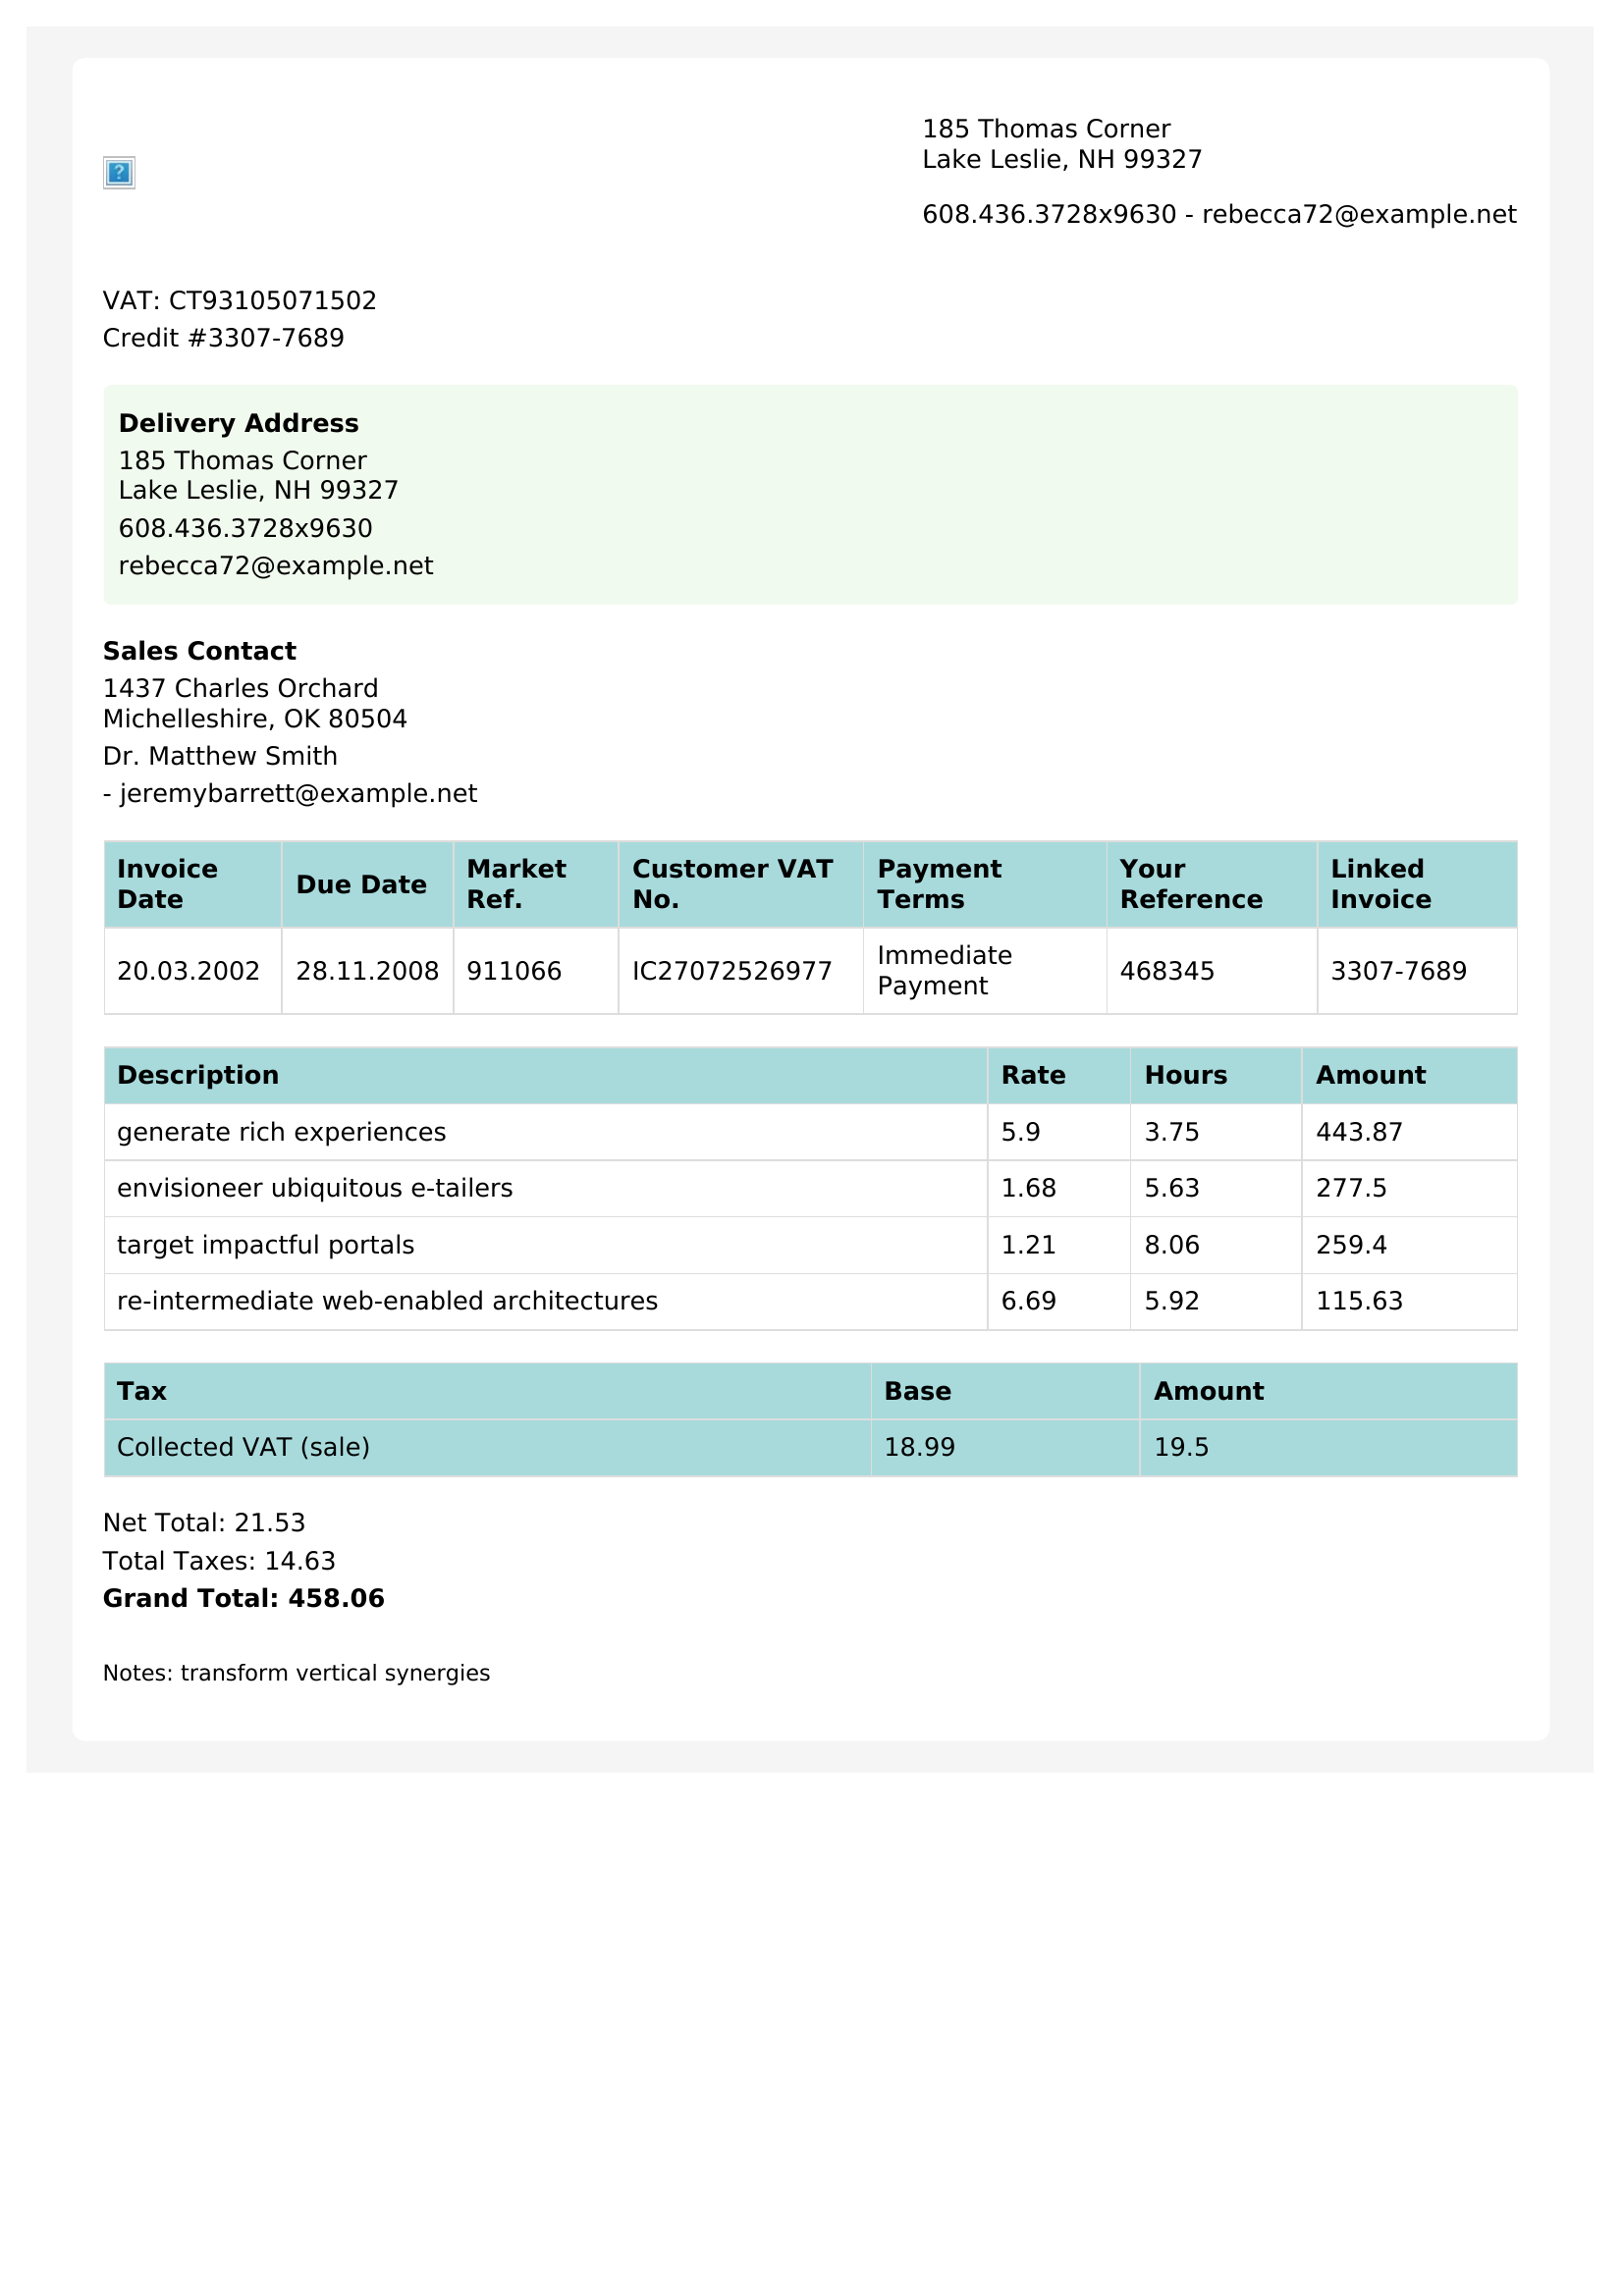 185 Thomas Corner
Lake Leslie, NH 99327
608.436.3728x9630 - rebecca72@example.net
VAT: CT93105071502
Credit #3307-7689
Delivery Address
185 Thomas Corner
Lake Leslie, NH 99327
608.436.3728x9630
rebecca72@example.net
Sales Contact
1437 Charles Orchard
Michelleshire, OK 80504
Dr. Matthew Smith
- jeremybarrett@example.net
Invoice Date Due Date Market Ref. Customer VAT No. Payment Terms Your Reference Linked Invoice
20.03.2002 28.11.2008 911066 IC27072526977 Immediate Payment 468345 3307-7689
Description Rate Hours Amount
generate rich experiences 5.9 3.75 443.87
envisioneer ubiquitous e-tailers 1.68 5.63 277.5
target impactful portals 1.21 8.06 259.4
re-intermediate web-enabled architectures 6.69 5.92 115.63
Tax Base Amount
Collected VAT (sale) 18.99 19.5
Net Total: 21.53
Total Taxes: 14.63
Grand Total: 458.06
Notes: transform vertical synergies